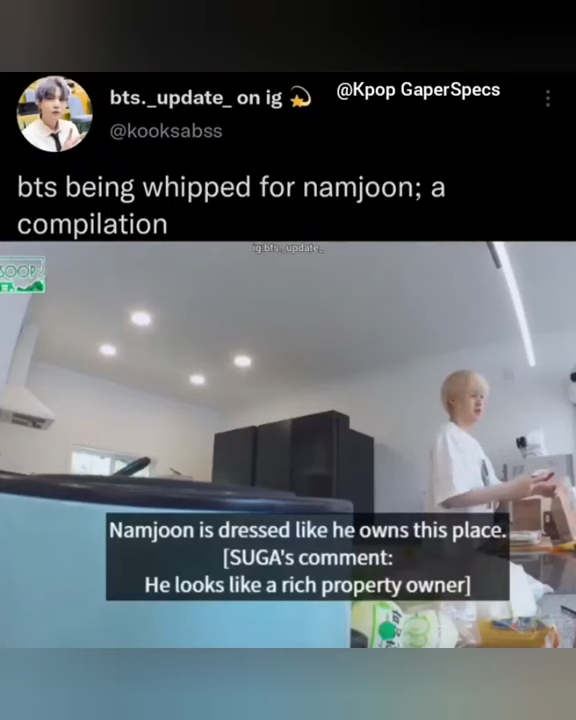 bts._update_ on ig 💫
@Kpop GaperSpecs
@kooksabss
bts being whipped for namjoon; a
compilation
ig:bts._update_
SOOP
Namjoon is dressed like he owns this place.
[SUGA's comment:
He looks like a rich property owner]